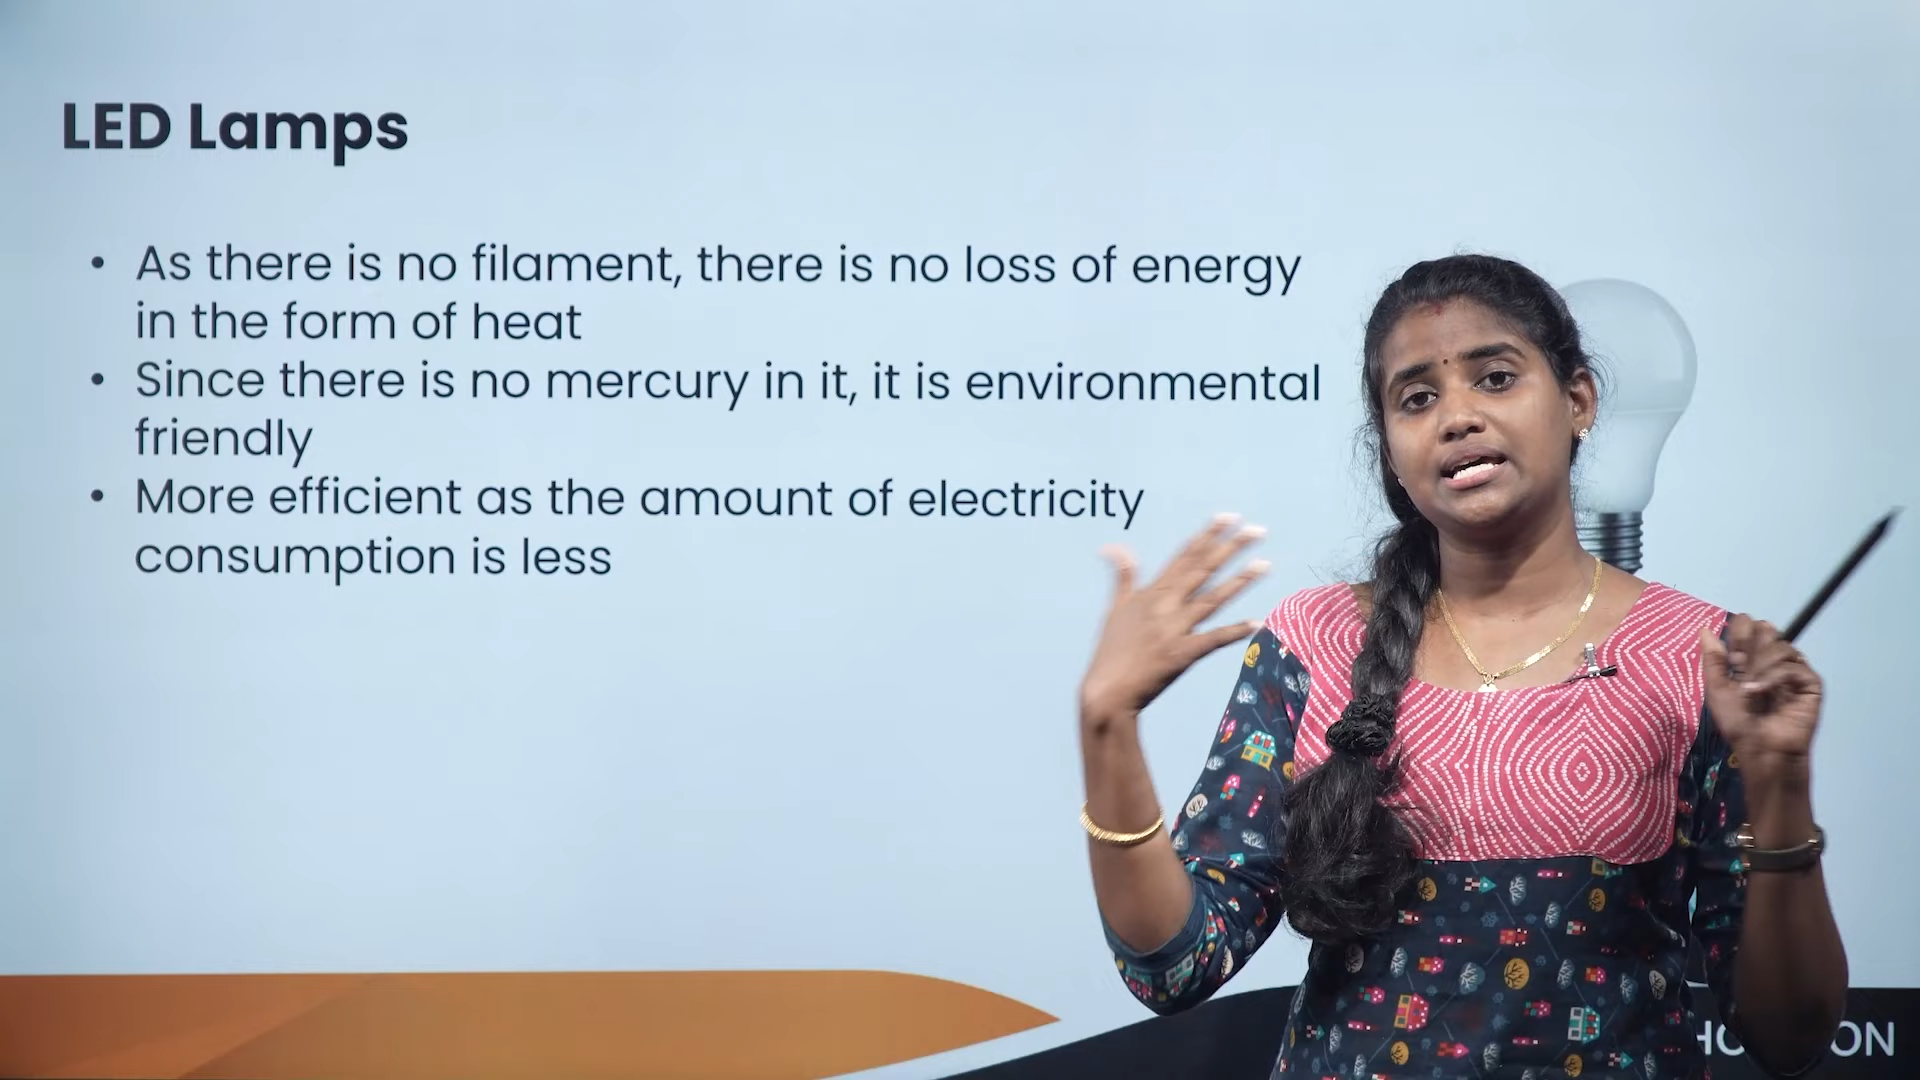 LED Lamps
• As there is no filament, there is no loss of energy
in the form of heat
• Since there is no mercury in it, it is environmental
friendly
• More efficient as the amount of electricity
consumption is less